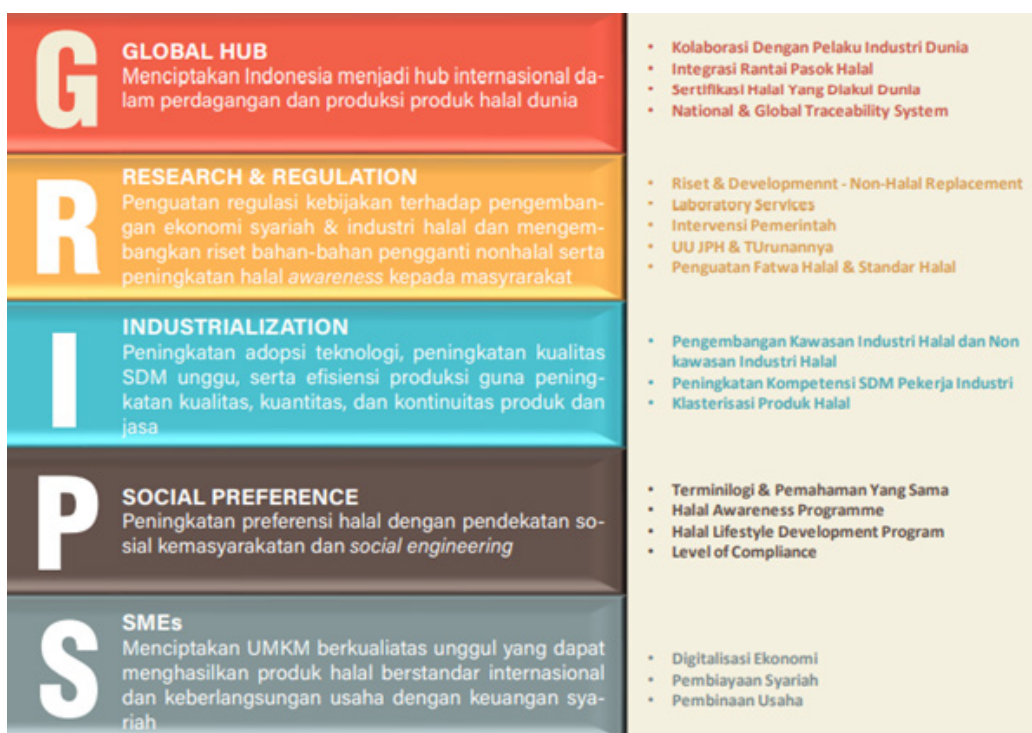 G
GLOBAL HUB
Menciptakan Indonesia menjadi hub internasional da-
lam perdagangan dan produksi produk halal dunia
• Kolaborasi Dengan Pelaku Industri Dunia
• Integrasi Rantai Pasok Halal
• Sertifikasi Halal Yang Diakui Dunia
• National & Global Traceability System
R
RESEARCH & REGULATION
Penguatan regulasi kebijakan terhadap pengemban-
gan ekonomi syariah & industri halal dan mengem-
bangkan riset bahan-bahan pengganti nonhalal serta
peningkatan halal awareness kepada masyrarakat
• Riset & Developmennt - Non-Halal Replacement
• Laboratory Services
• Intervensi Pemerintah
• UU JPH & TUrunannya
• Penguatan Fatwa Halal & Standar Halal
I
INDUSTRIALIZATION
Peningkatan adopsi teknologi, peningkatan kualitas
SDM unggu, serta efisiensi produksi guna pening-
katan kualitas, kuantitas, dan kontinuitas produk dan
jasa
• Pengembangan Kawasan Industri Halal dan Non
kawasan Industri Halal
• Peningkatan Kompetensi SDM Pekerja Industri
• Klasterisasi Produk Halal
P
SOCIAL PREFERENCE
Peningkatan preferensi halal dengan pendekatan so-
sial kemasyarakatan dan social engineering
• Terminilogi & Pemahaman Yang Sama
• Halal Awareness Programme
• Halal Lifestyle Development Program
• Level of Compliance
S
SMEs
Menciptakan UMKM berkualiatas unggul yang dapat
menghasilkan produk halal berstandar internasional
dan keberlangsungan usaha dengan keuangan sya-
riah
• Digitalisasi Ekonomi
• Pembiayaan Syariah
• Pembinaan Usaha